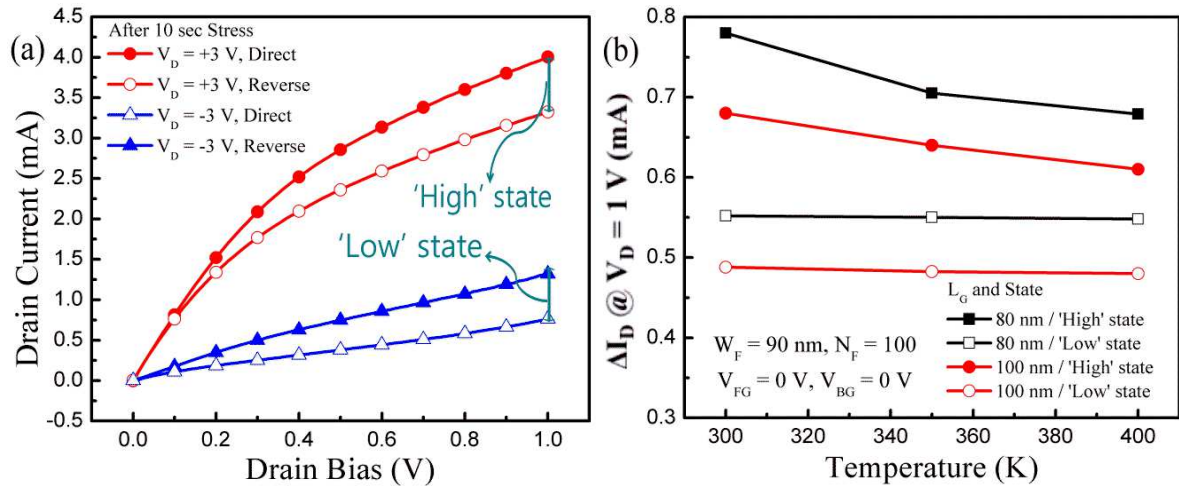 (a)
After 10 sec Stress
V_D = +3 V, Direct
V_D = +3 V, Reverse
V_D = -3 V, Direct
V_D = -3 V, Reverse
'High' state
'Low' state
4.5
4.0
3.5
3.0
2.5
2.0
1.5
1.0
0.5
0.0
-0.5
Drain Current (mA)
0.0 0.2 0.4 0.6 0.8 1.0
Drain Bias (V)
(b)
0.8
0.7
0.6
0.5
0.4
0.3
ΔI_D @ V_D = 1 V (mA)
W_F = 90 nm, N_F = 100
V_FG = 0 V, V_BG = 0 V
L_G and State
80 nm / 'High' state
80 nm / 'Low' state
100 nm / 'High' state
100 nm / 'Low' state
300 320 340 360 380 400
Temperature (K)